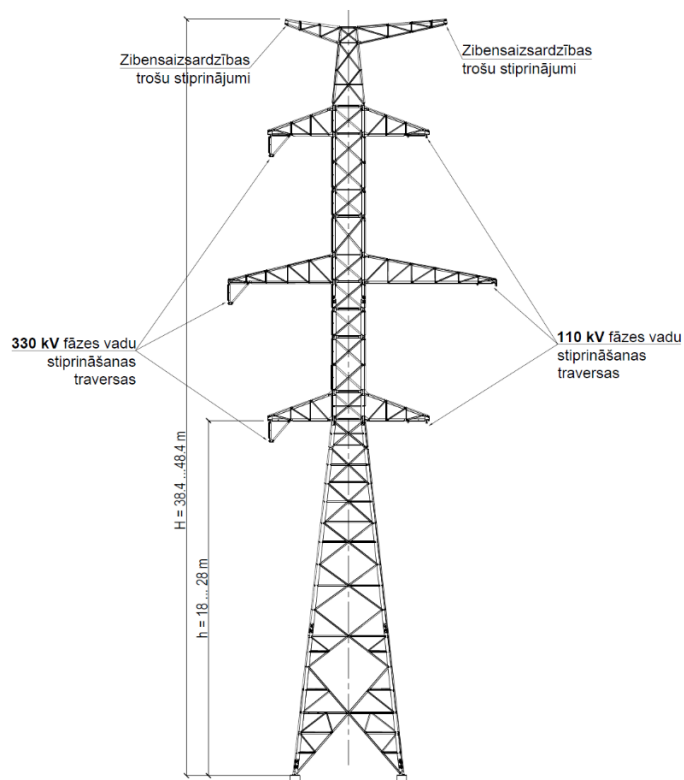 Zibensaizsardzības
trošu stiprinājumi
Zibensaizsardzības
trošu stiprinājumi
330 kV fāzes vadu
stiprināšanas
traversas
110 kV fāzes vadu
stiprināšanas
traversas
H = 38.4 ...48.4 m
h = 18 ... 28 m